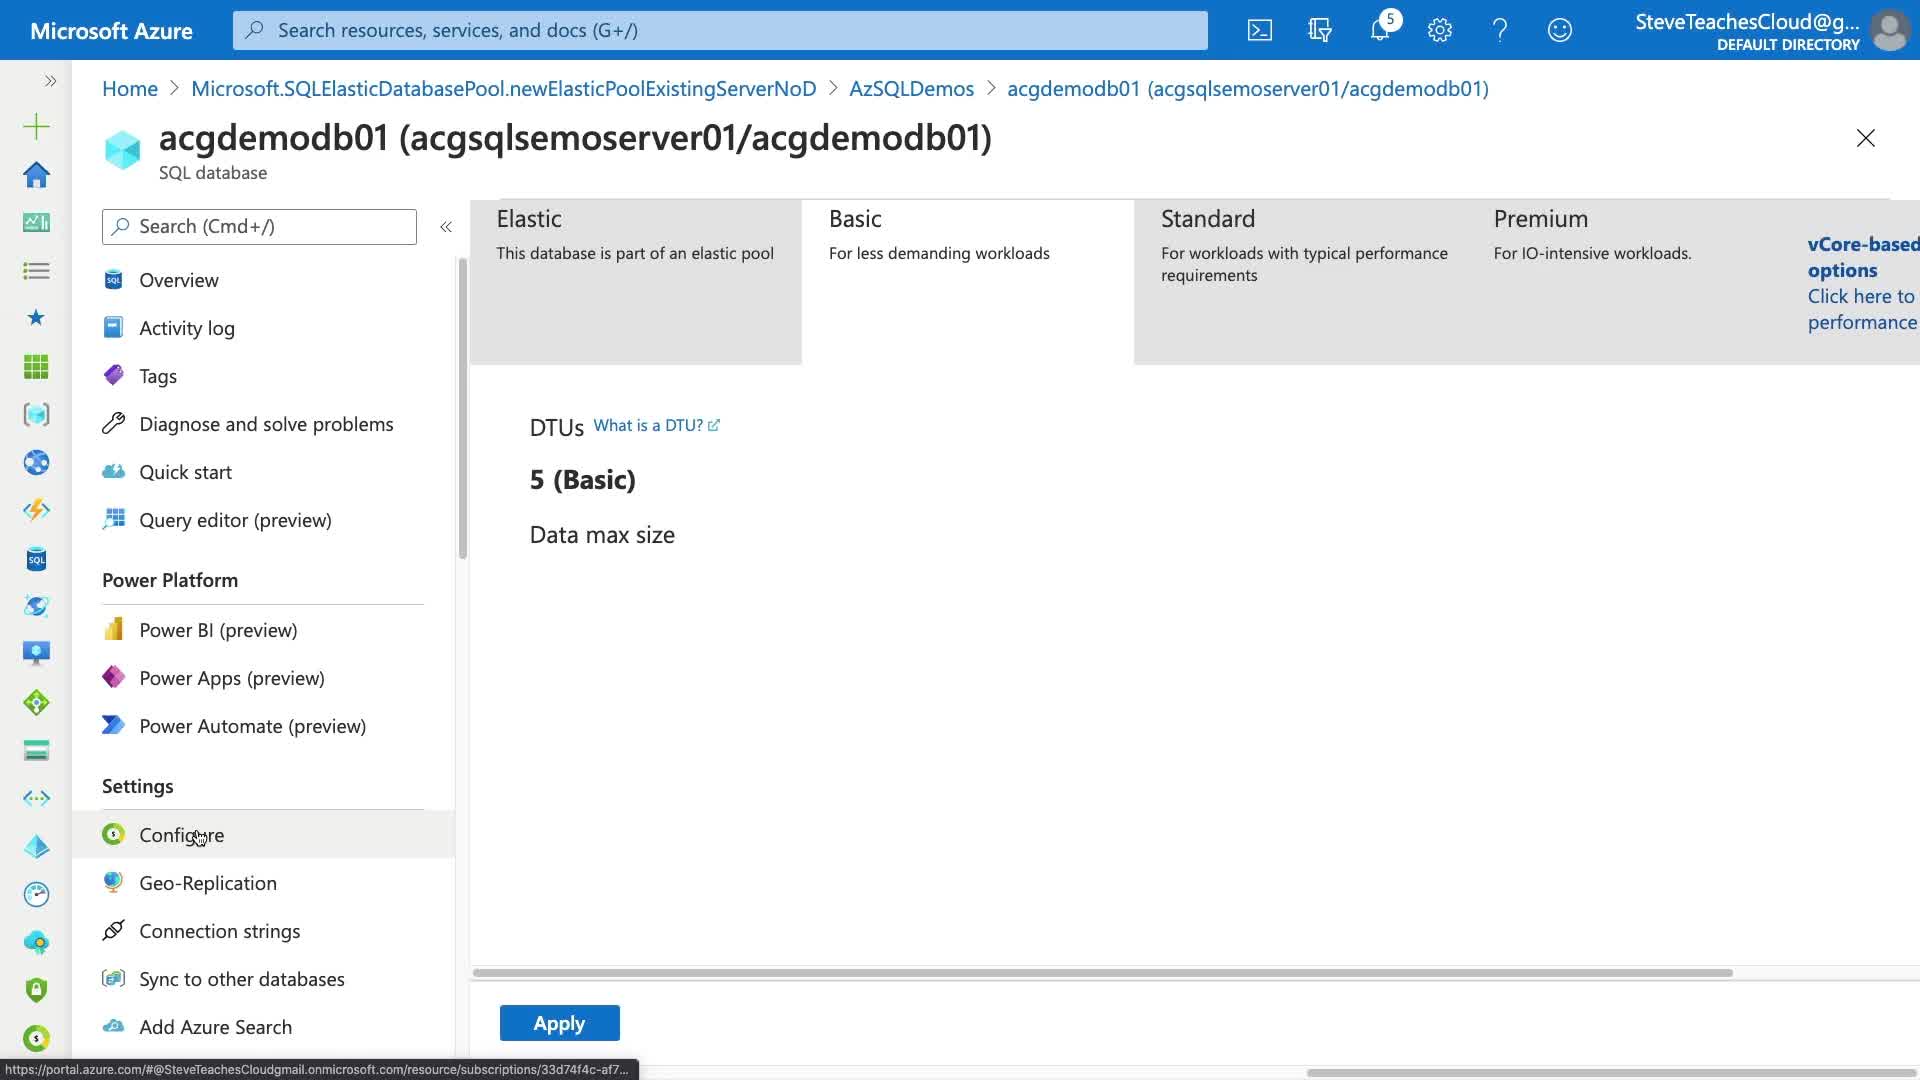 Microsoft Azure
Search resources, services, and docs (G+/)
5
SteveTeachesCloud@g...
DEFAULT DIRECTORY
Home > Microsoft.SQLElasticDatabasePool.newElasticPoolExistingServerNoD > AzSQLDemos > acgdemodb01 (acgsqlsemoserver01/acgdemodb01)
acgdemodb01 (acgsqlsemoserver01/acgdemodb01)
SQL database
Search (Cmd+/)
Overview
Activity log
Tags
Diagnose and solve problems
Quick start
Query editor (preview)
Power Platform
Power BI (preview)
Power Apps (preview)
Power Automate (preview)
Settings
Configure
Geo-Replication
Connection strings
Sync to other databases
Add Azure Search
Elastic
This database is part of an elastic pool
Basic
For less demanding workloads
Standard
For workloads with typical performance
requirements
Premium
For IO-intensive workloads.
vCore-based
options
Click here to
performance
DTUs What is a DTU?
5 (Basic)
Data max size
Apply
https://portal.azure.com/#@SteveTeachesCloudgmail.onmicrosoft.com/resource/subscriptions/33d74f4c-af7...